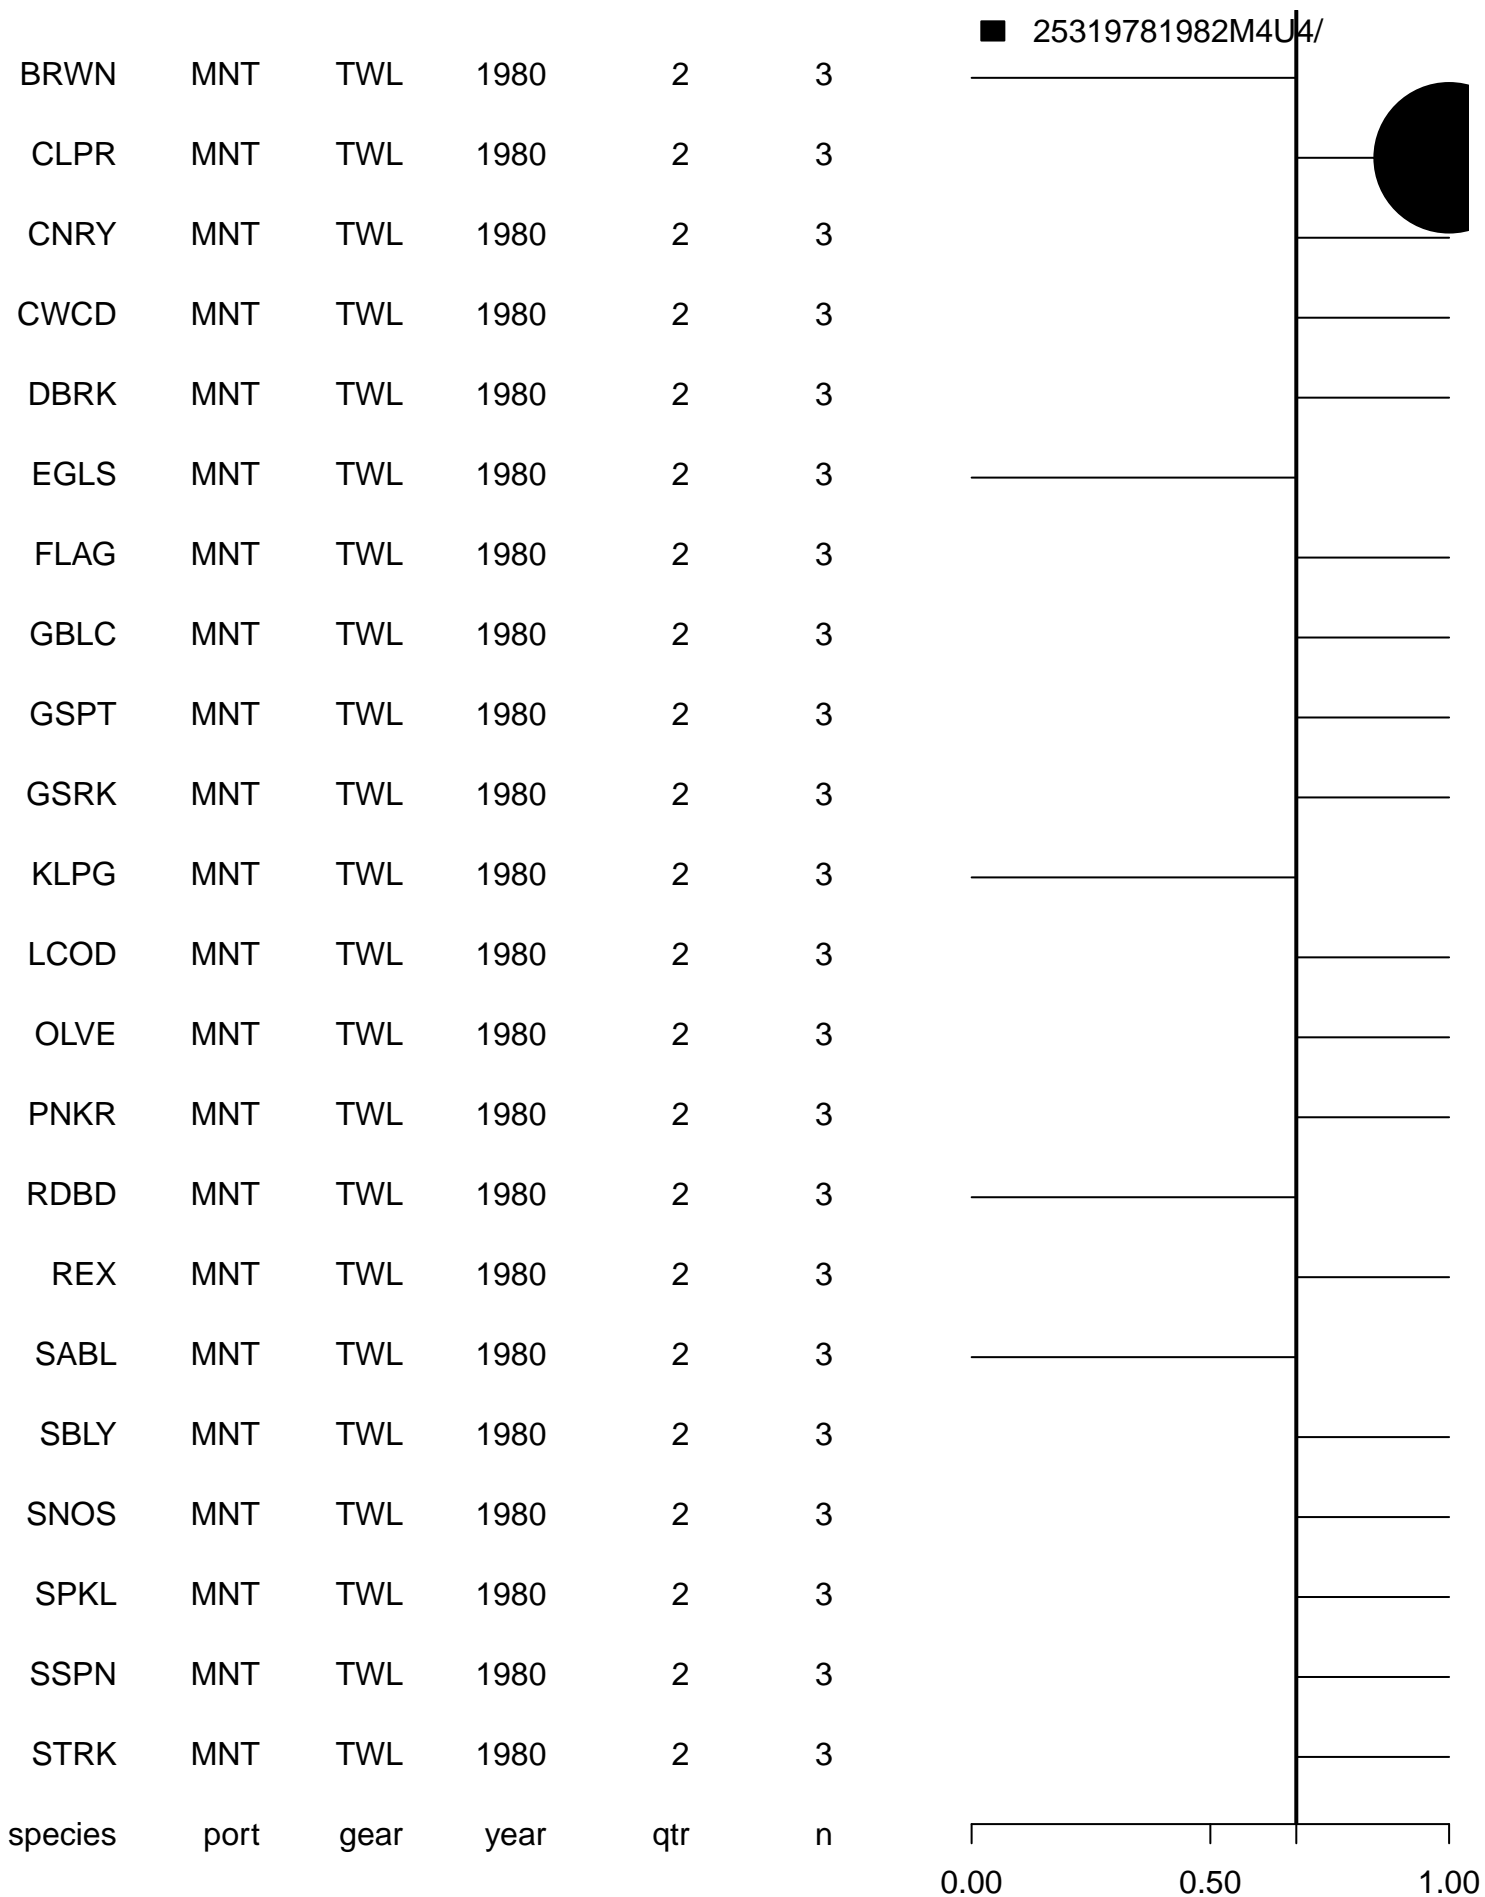 25319781982M4U4/
BRWN MNT TWL 1980 2 3
CLPR MNT TWL 1980 2 3
CNRY MNT TWL 1980 2 3
CWCD MNT TWL 1980 2 3
DBRK MNT TWL 1980 2 3
EGLS MNT TWL 1980 2 3
FLAG MNT TWL 1980 2 3
GBLC MNT TWL 1980 2 3
GSPT MNT TWL 1980 2 3
GSRK MNT TWL 1980 2 3
KLPG MNT TWL 1980 2 3
LCOD MNT TWL 1980 2 3
OLVE MNT TWL 1980 2 3
PNKR MNT TWL 1980 2 3
RDBD MNT TWL 1980 2 3
REX MNT TWL 1980 2 3
SABL MNT TWL 1980 2 3
SBLY MNT TWL 1980 2 3
SNOS MNT TWL 1980 2 3
SPKL MNT TWL 1980 2 3
SSPN MNT TWL 1980 2 3
STRK MNT TWL 1980 2 3
species port gear year qtr n
0.00 0.50 1.00